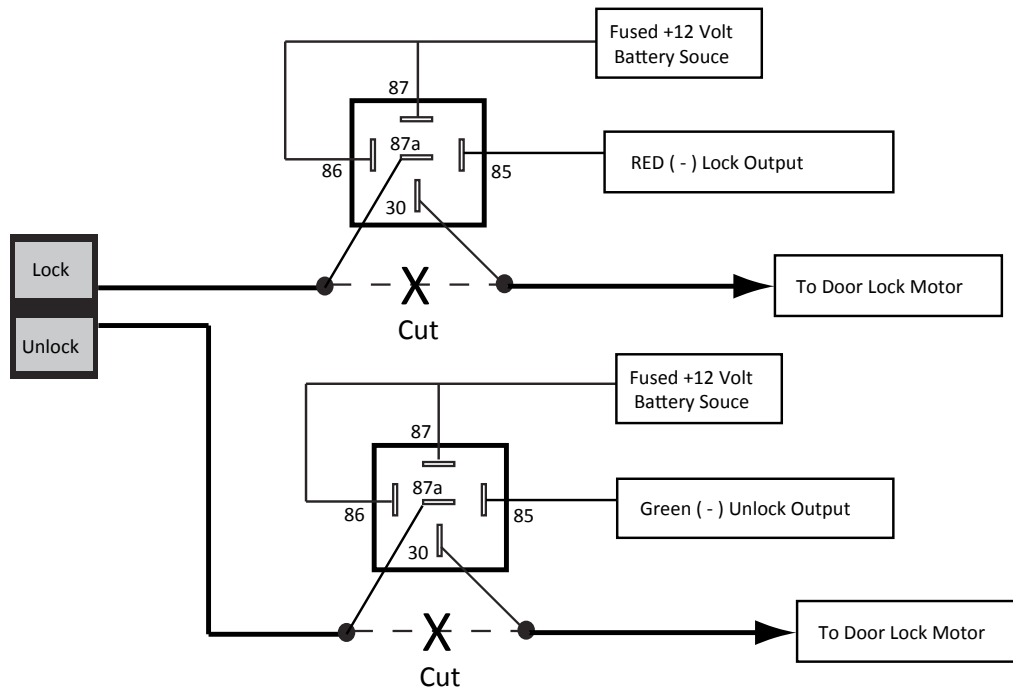 Fused +12 Volt
Battery Souce
87
87a
86
85
RED ( - ) Lock Output
30
Lock
X
To Door Lock Motor
Cut
Unlock
Fused +12 Volt
Battery Souce
87
87a
86
85
Green ( - ) Unlock Output
30
X
To Door Lock Motor
Cut